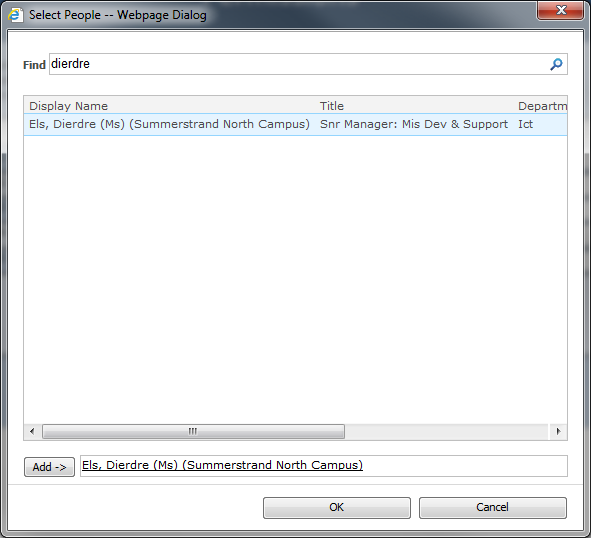 Select People -- Webpage Dialog
Find dierdre
Display Name Title Departm
Els, Dierdre (Ms) (Summerstrand North Campus) Snr Manager: Mis Dev & Support Ict
Add -> Els, Dierdre (Ms) (Summerstrand North Campus)
OK Cancel